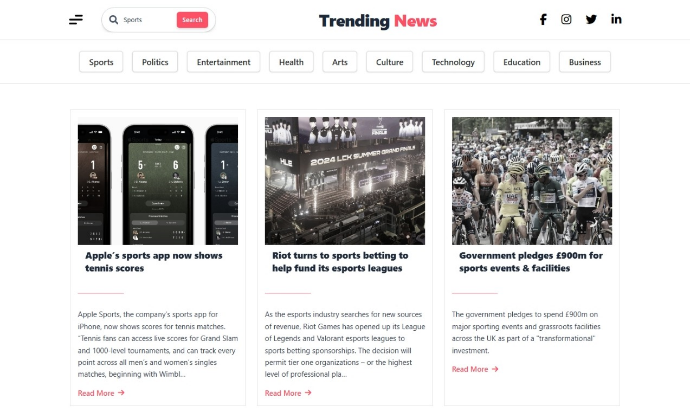 Sports
Search
Trending News
Sports
Politics
Entertainment
Health
Arts
Culture
Technology
Education
Business
1
1
5
6
HLE
2024 LCK SUMMER GRAND FINALS
UAE
Apple's sports app now shows
tennis scores
Riot turns to sports betting to
help fund its esports leagues
Government pledges £900m for
sports events & facilities
Apple Sports, the company's sports app for
iPhone, now shows scores for tennis matches.
"Tennis fans can access live scores for Grand Slam
and 1000-level tournaments, and can track every
point across all men's and women's singles
matches, beginning with Wimbl...
Read More →
As the esports industry searches for new sources
of revenue, Riot Games has opened up its League
of Legends and Valorant esports leagues to
sports betting sponsorships. The decision will
permit tier one organizations – or the highest
level of professional pla...
Read More →
The government pledges to spend £900m on
major sporting events and grassroots facilities
across the UK as part of a "transformational"
investment.
Read More →